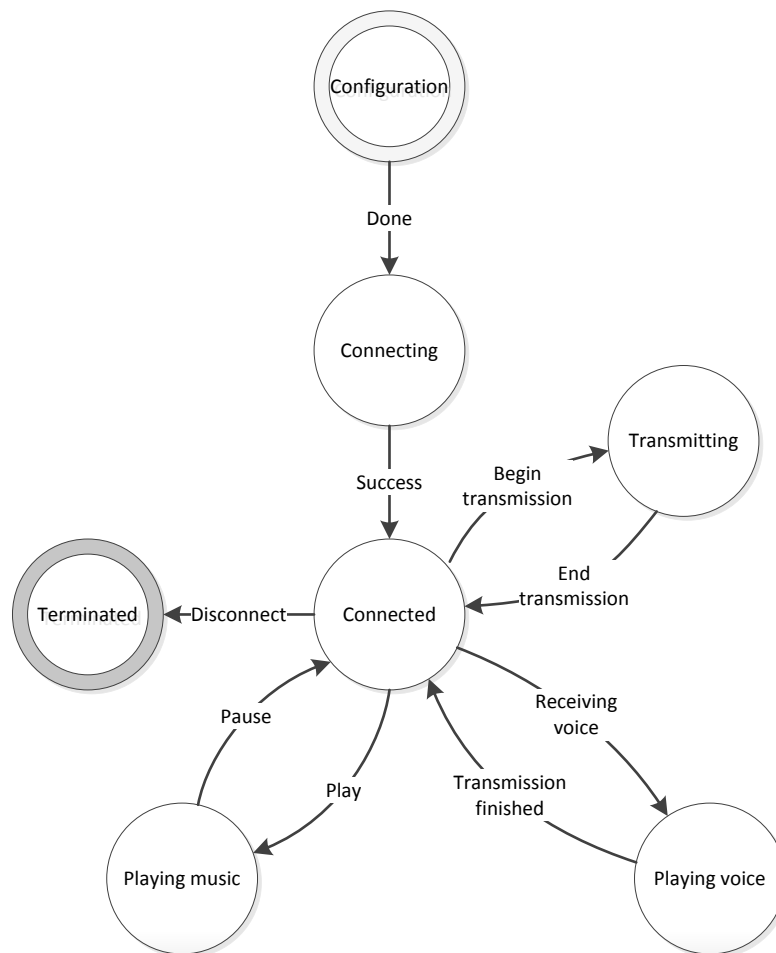 Configuration
Done
Connecting
Transmitting
Begin
transmission
Success
End
transmission
Terminated
Disconnect
Connected
Receiving
voice
Pause
Play
Transmission
finished
Playing music
Playing voice